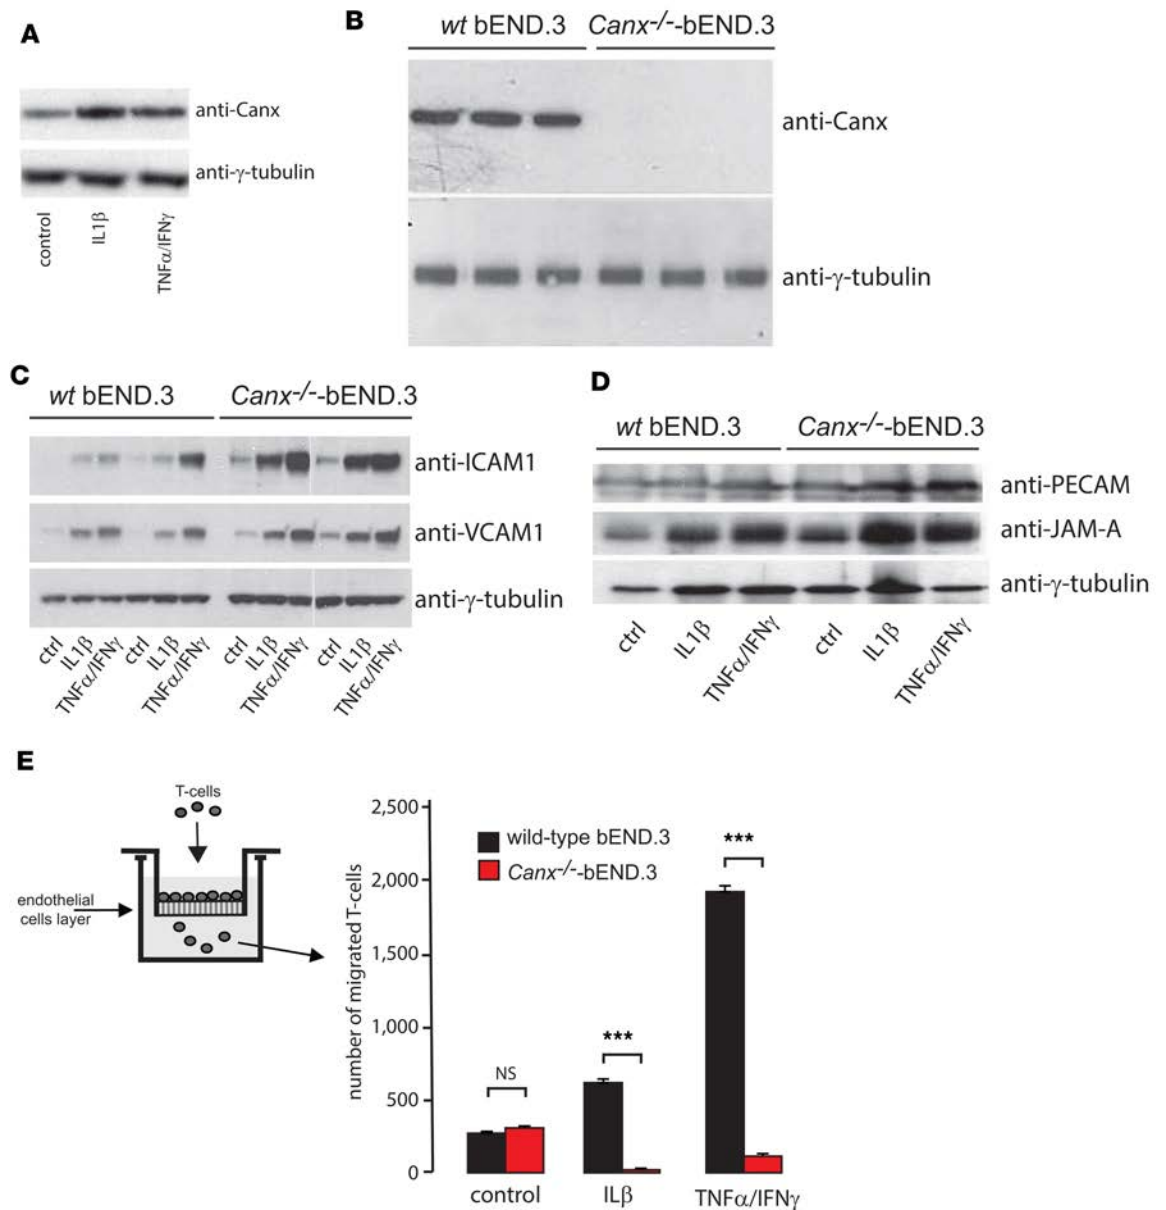 A
anti-Canx
anti-γ-tubulin
control
IL1β
TNFα/IFNγ
B
wt bEND.3 Canx-/--bEND.3
anti-Canx
anti-γ-tubulin
C
wt bEND.3 Canx-/--bEND.3
anti-ICAM1
anti-VCAM1
anti-γ-tubulin
ctrl IL1β TNFα/IFNγ ctrl IL1β TNFα/IFNγ ctrl IL1β TNFα/IFNγ ctrl IL1β TNFα/IFNγ
D
wt bEND.3 Canx-/--bEND.3
anti-PECAM
anti-JAM-A
anti-γ-tubulin
ctrl IL1β TNFα/IFNγ ctrl IL1β TNFα/IFNγ
E
T-cells
endothelial
cells layer
number of migrated T-cells
2,500
2,000
1,500
1,000
500
0
wild-type bEND.3
Canx-/--bEND.3
NS
***
***
control ILβ TNFα/IFNγ